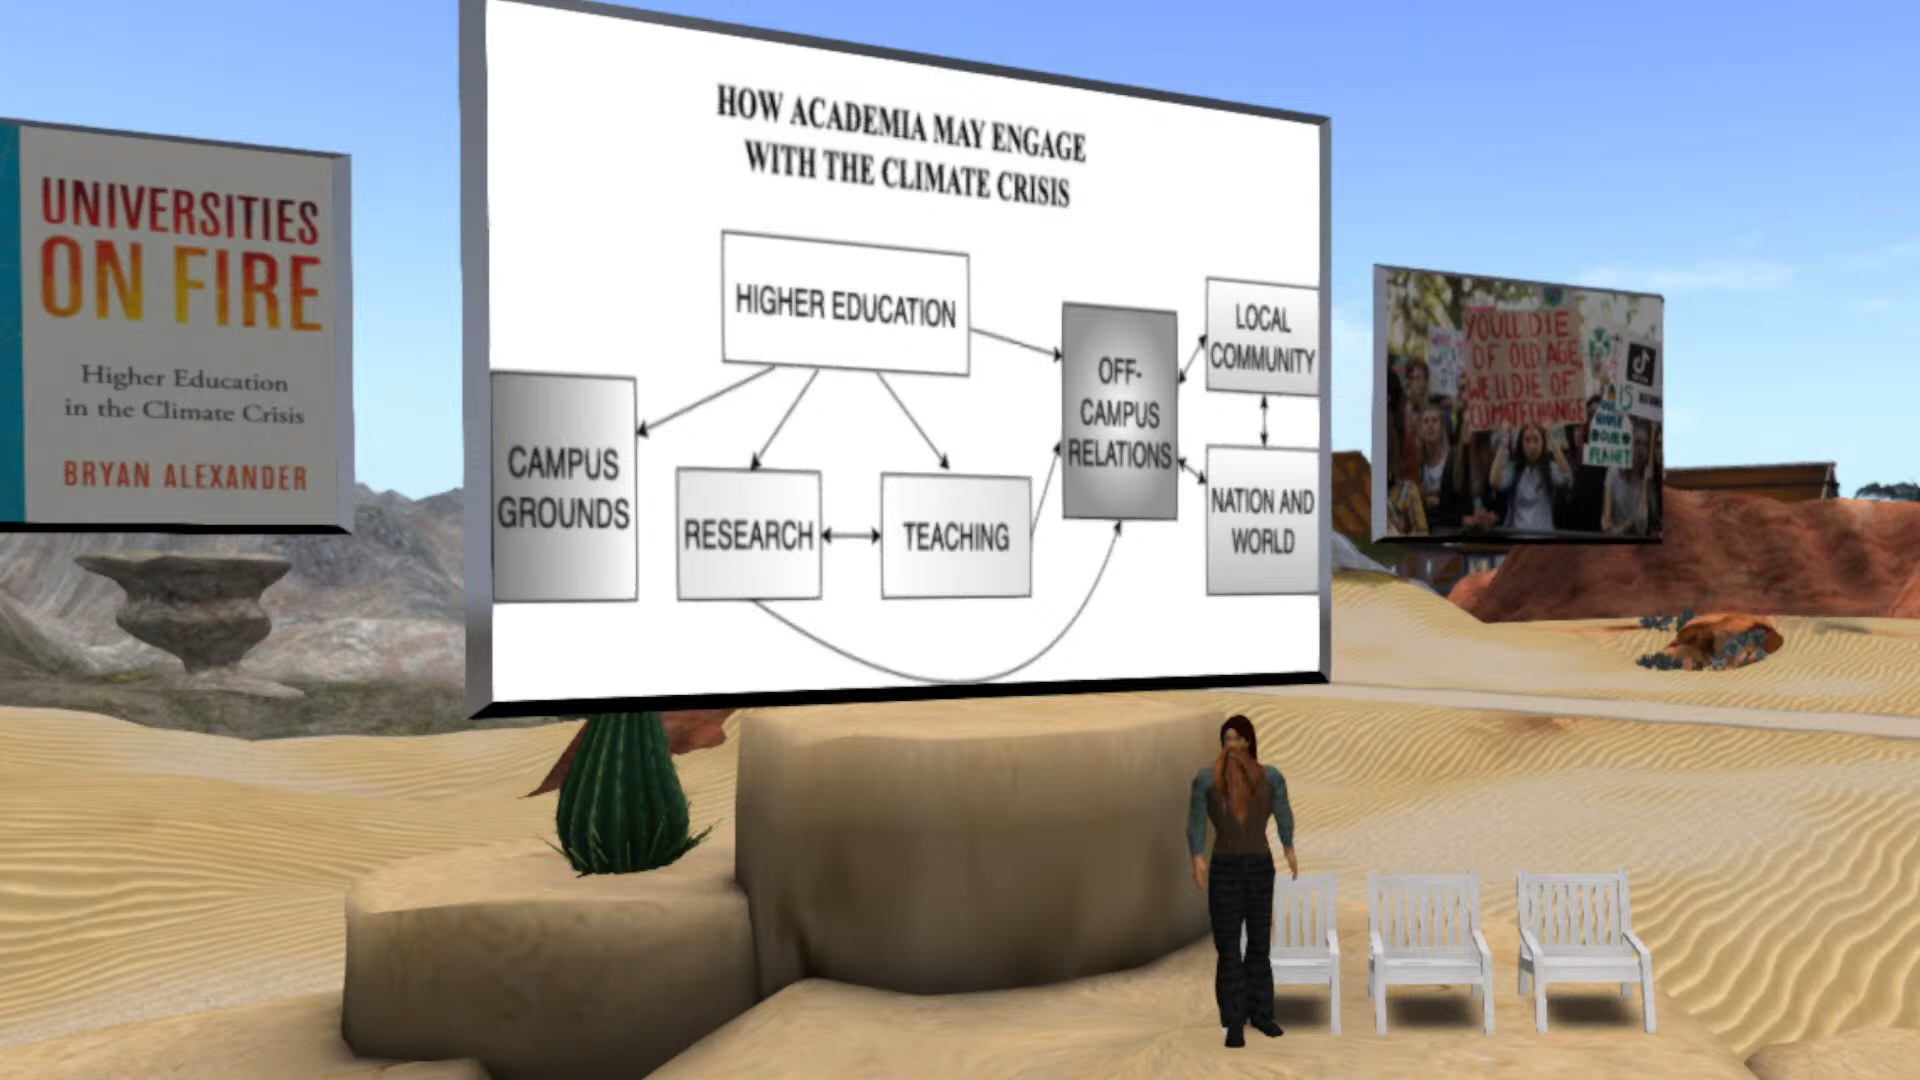 UNIVERSITIES
ON FIRE
Higher Education
in the Climate Crisis
BRYAN ALEXANDER
HOW ACADEMIA MAY ENGAGE
WITH THE CLIMATE CRISIS
HIGHER EDUCATION
CAMPUS
GROUNDS
RESEARCH
TEACHING
OFF-
CAMPUS
RELATIONS
LOCAL
COMMUNITY
NATION AND
WORLD
YOU'LL DIE
OF OLD AGE
WE'LL DIE OF
CLIMATE CHANGE
OUR
PLANET